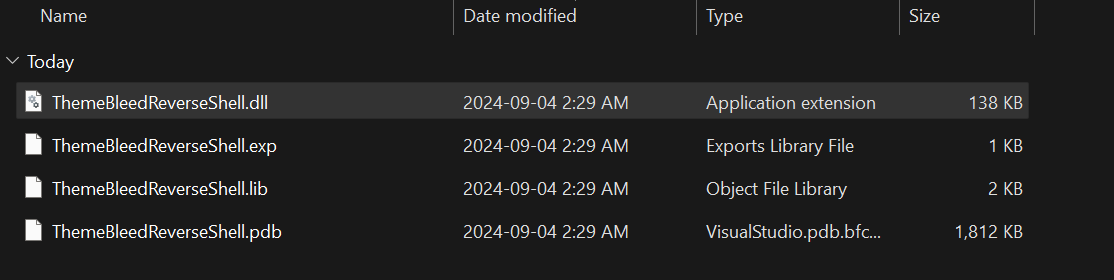 Name Date modified Type Size
Today
ThemeBleedReverseShell.dll 2024-09-04 2:29 AM Application extension 138 KB
ThemeBleedReverseShell.exp 2024-09-04 2:29 AM Exports Library File 1 KB
ThemeBleedReverseShell.lib 2024-09-04 2:29 AM Object File Library 2 KB
ThemeBleedReverseShell.pdb 2024-09-04 2:29 AM VisualStudio.pdb.bfc... 1,812 KB